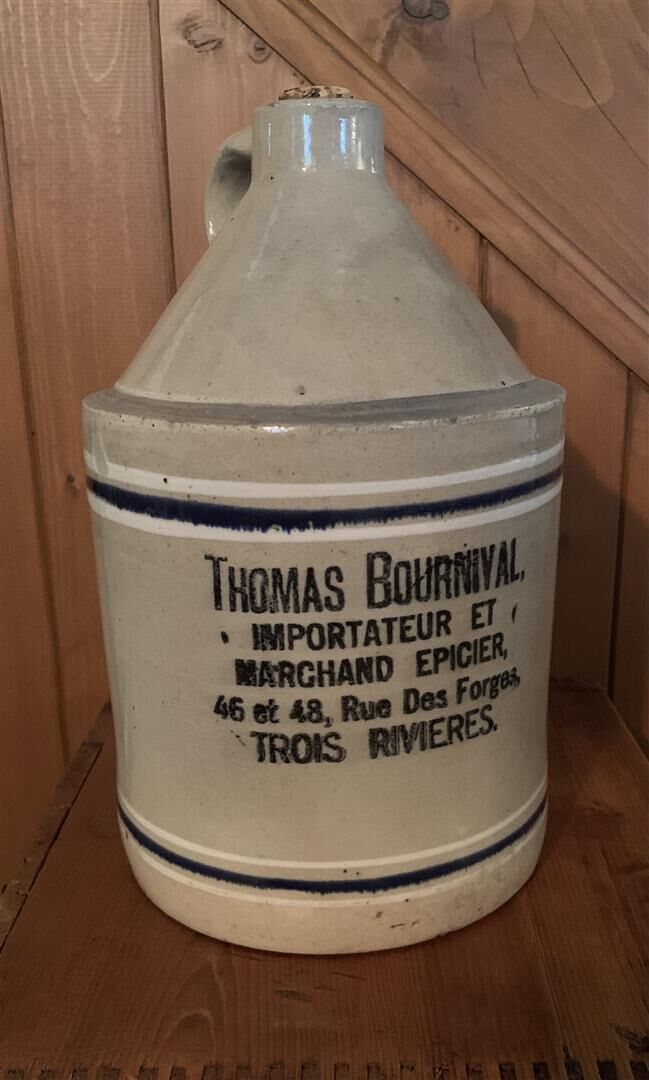 THOMAS BOURNIVAL,
IMPORTATEUR ET
MARCHAND EPICIER,
46 et 48, Rue Des Forges,
TROIS RIVIERES.